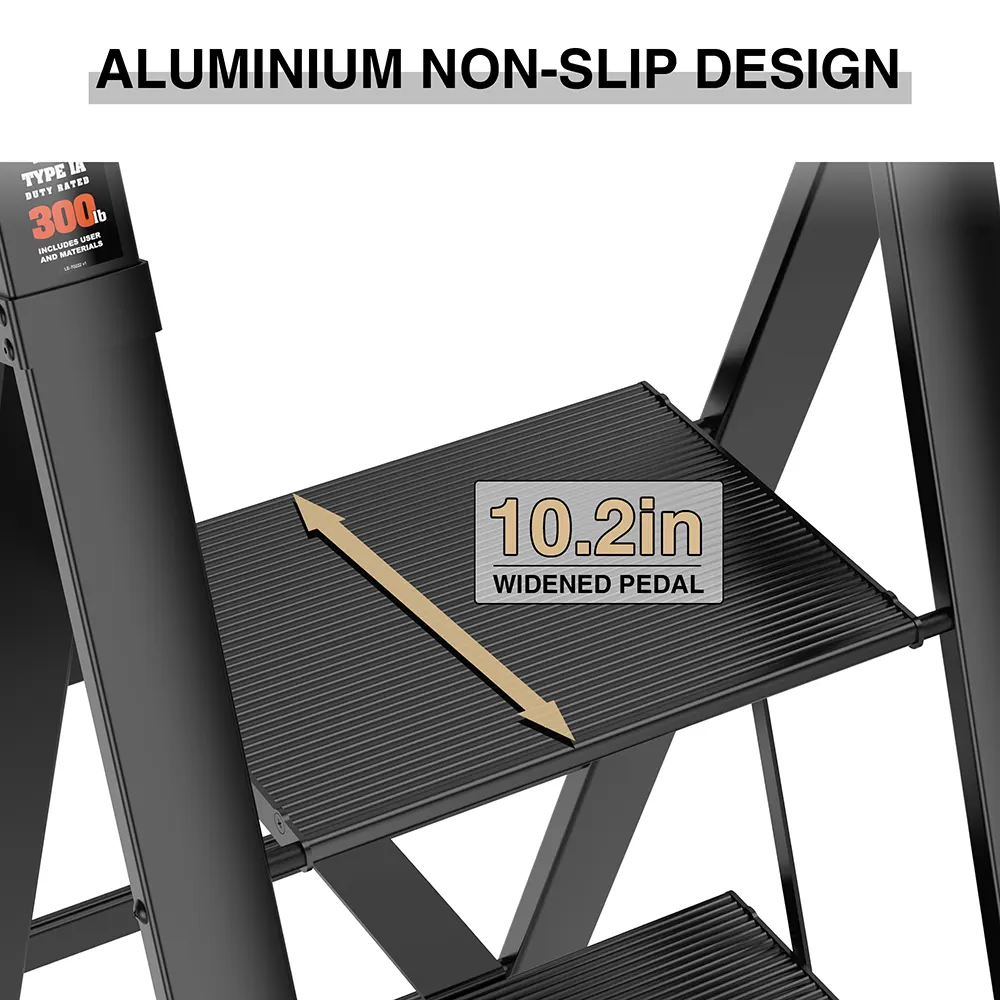 ALUMINIUM NON-SLIP DESIGN
TYPE IA
DUTY RATED
300lb
INCLUDES USER
AND MATERIALS
10.2in
WIDENED PEDAL